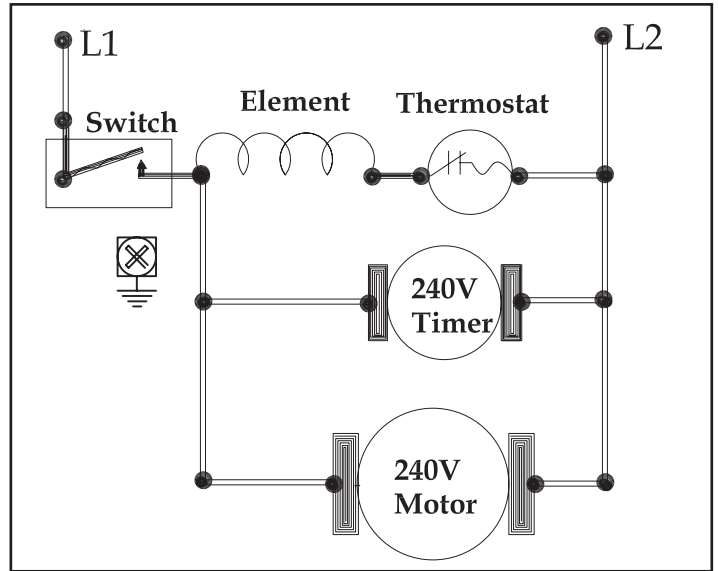 L1
L2
Element
Thermostat
Switch
240V
Timer
240V
Motor